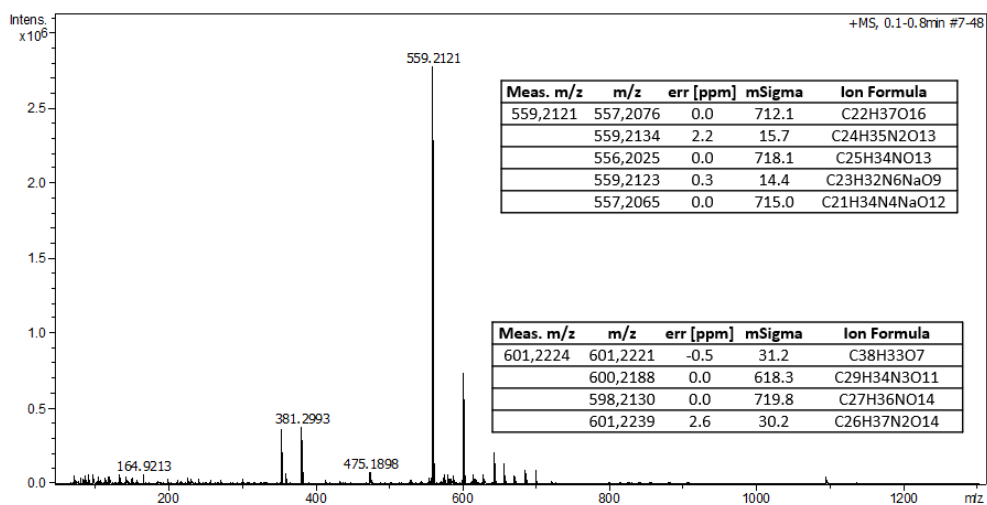 Intens.
x10⁶
+MS, 0.1-0.8min #7-48
559.2121
Meas. m/z m/z err [ppm] mSigma Ion Formula
559,2121 557,2076 0.0 712.1 C22H37O16
559,2134 2.2 15.7 C24H35N2O13
556,2025 0.0 718.1 C25H34NO13
559,2123 0.3 14.4 C23H32N6NaO9
557,2065 0.0 715.0 C21H34N4NaO12
2.5
2.0
1.5
1.0
Meas. m/z m/z err [ppm] mSigma Ion Formula
601,2224 601,2221 -0.5 31.2 C38H33O7
600,2188 0.0 618.3 C29H34N3O11
598,2130 0.0 719.8 C27H36NO14
601,2239 2.6 30.2 C26H37N2O14
0.5
381.2993
164.9213
475.1898
0.0
200 400 600 800 1000 1200 m/z